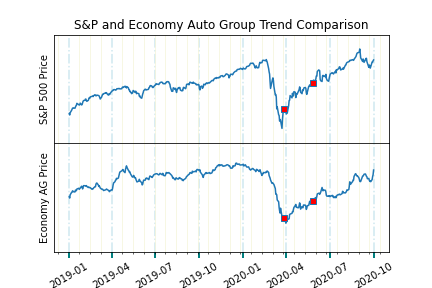 S&P and Economy Auto Group Trend Comparison
S&P 500 Price
Economy AG Price
2019-01
2019-04
2019-07
2019-10
2020-01
2020-04
2020-07
2020-10